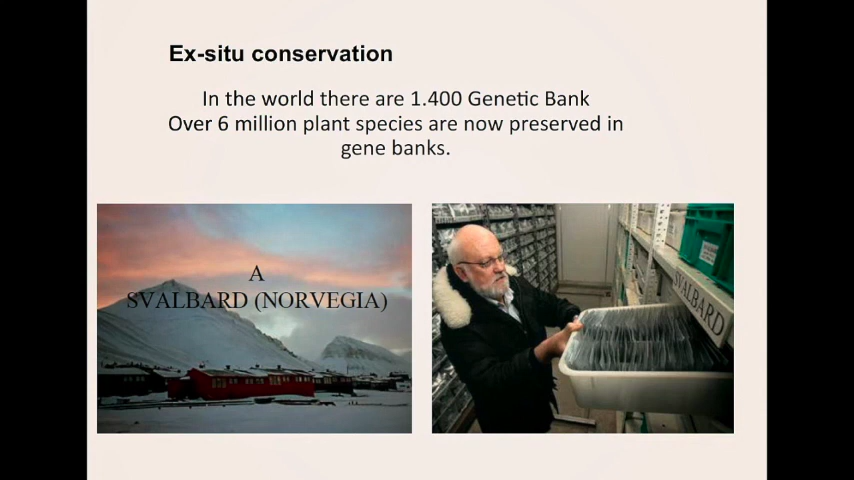 Ex-situ conservation
In the world there are 1.400 Genetic Bank
Over 6 million plant species are now preserved in
gene banks.
A
SVALBARD (NORVEGIA)
SVALBARD